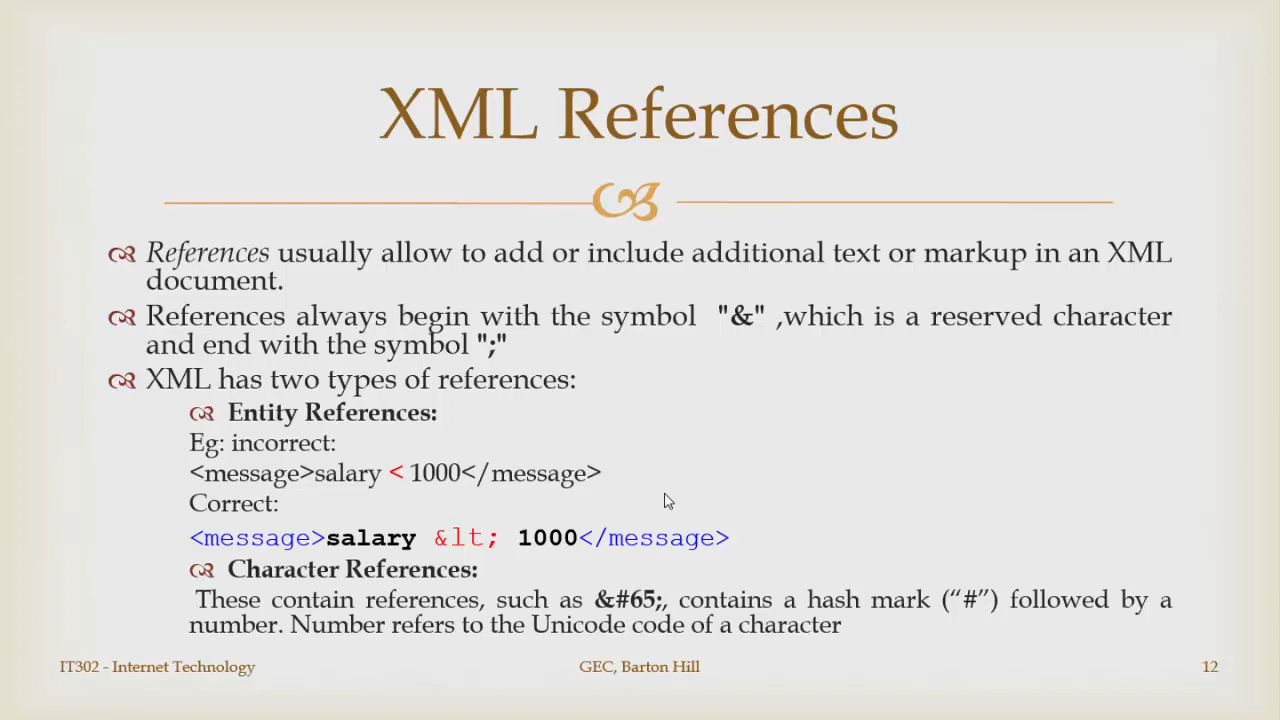 XML References
References usually allow to add or include additional text or markup in an XML
document.
References always begin with the symbol "&" ,which is a reserved character
and end with the symbol ";"
XML has two types of references:
Entity References:
Eg: incorrect:
<message>salary < 1000</message>
Correct:
<message>salary &lt; 1000</message>
Character References:
These contain references, such as &#65;, contains a hash mark (“#”) followed by a
number. Number refers to the Unicode code of a character
IT302 - Internet Technology
GEC, Barton Hill
12